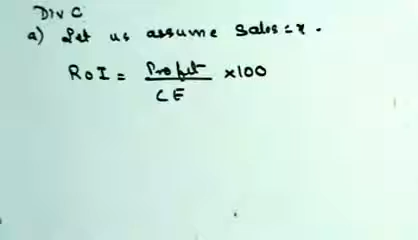 Div C
a) Let us assume Sales = x.
RoI = Profit / CE × 100